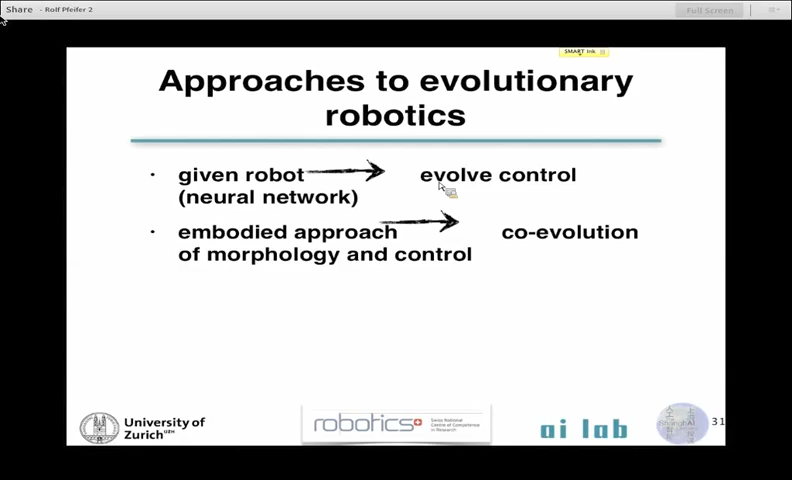 Share - Rolf Pfeifer 2
Full Screen
SMART Ink
Approaches to evolutionary
robotics
· given robot evolve control
(neural network)
· embodied approach co-evolution
of morphology and control
University of
Zurich UZH
robotics+
Swiss National
Centre of Competence
in Research
ai lab
31